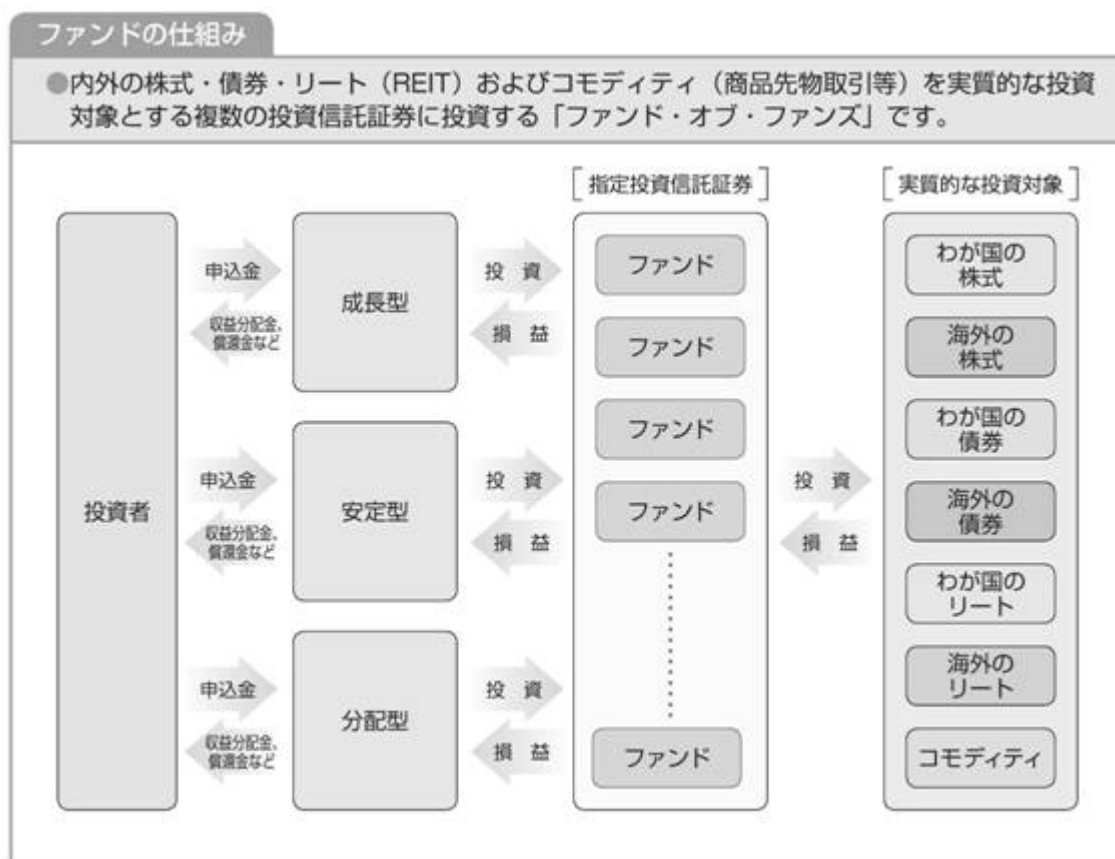 ファンドの仕組み
●内外の株式・債券・リート（REIT）およびコモディティ（商品先物取引等）を実質的な投資
対象とする複数の投資信託証券に投資する「ファンド・オブ・ファンズ」です。
[指定投資信託証券]
[実質的な投資対象]
投資者
申込金
収益分配金、
償還金など
成長型
投 資
損 益
申込金
収益分配金、
償還金など
安定型
投 資
損 益
申込金
収益分配金、
償還金など
分配型
投 資
損 益
ファンド
ファンド
ファンド
ファンド
ファンド
投 資
損 益
わが国の
株式
海外の
株式
わが国の
債券
海外の
債券
わが国の
リート
海外の
リート
コモディティ